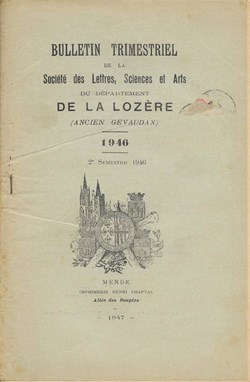 BULLETIN TRIMESTRIEL
DE LA
Société des Lettres, Sciences et Arts
DU DÉPARTEMENT
DE LA LOZÈRE
(ANCIEN GÉVAUDAN)
1946
2e Semestre 1946
MENDE
IMPRIMERIE HENRI CHAPTAL
Allée des Soupirs
- 1947 -